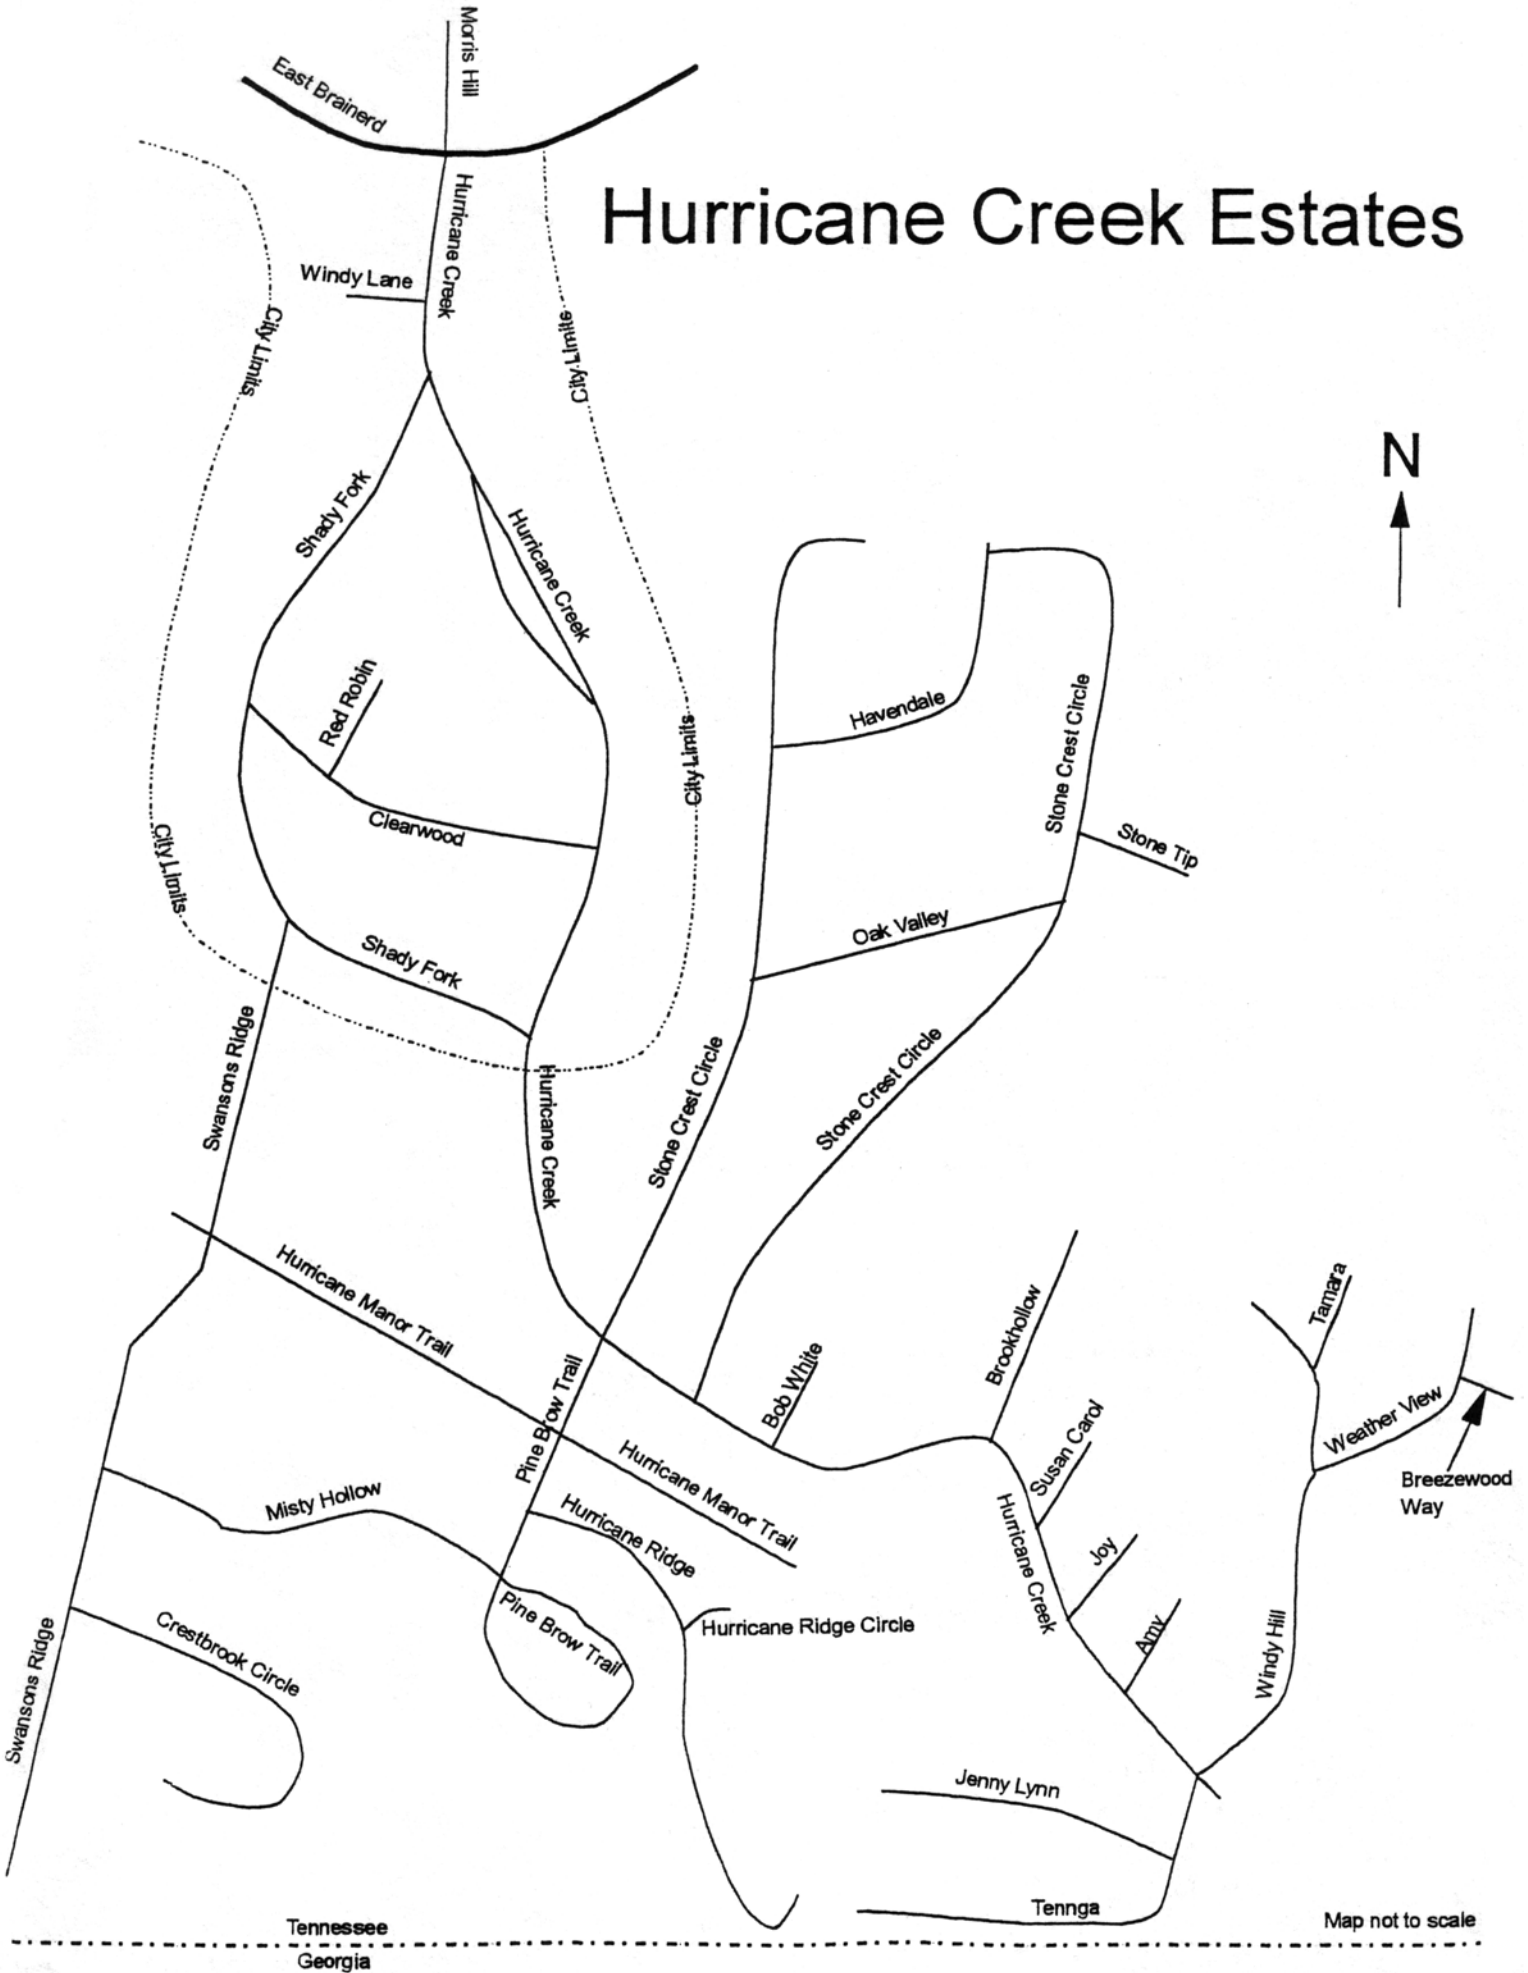 Morris Hill
East Brainerd
Hurricane Creek Estates
Hurricane Creek
Windy Lane
City Limits
City Limits
N
Shady Fork
Hurricane Creek
Red Robin
Havendale
Stone Crest Circle
City Limits
Clearwood
City Limits
Stone Tip
Oak Valley
Shady Fork
Swansons Ridge
Hurricane Creek
Stone Crest Circle
Stone Crest Circle
Hurricane Manor Trail
Brookhollow
Tamara
Bob White
Pine Brow Trail
Susan Carol
Weather View
Breezewood
Way
Hurricane Manor Trail
Misty Hollow
Hurricane Ridge
Hurricane Creek
Joy
Pine Brow Trail
Hurricane Ridge Circle
Amy
Windy Hill
Crestbrook Circle
Swansons Ridge
Jenny Lynn
Tennga
Map not to scale
Tennessee
Georgia